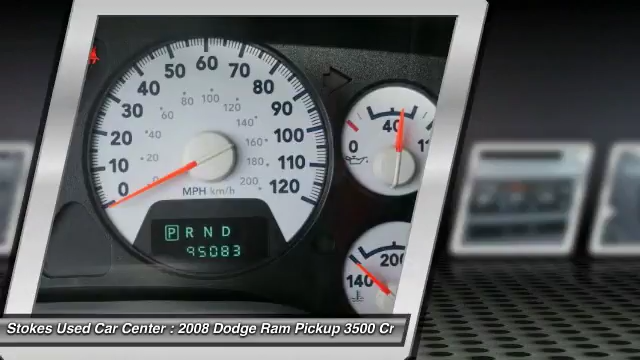 0 10 20 30 40 50 60 70 80 90 100 110 120
0 20 40 60 80 100 120 140 160 180 200
MPH km/h
P R N D
95083
0 40
140 200
Stokes Used Car Center : 2008 Dodge Ram Pickup 3500 Cr